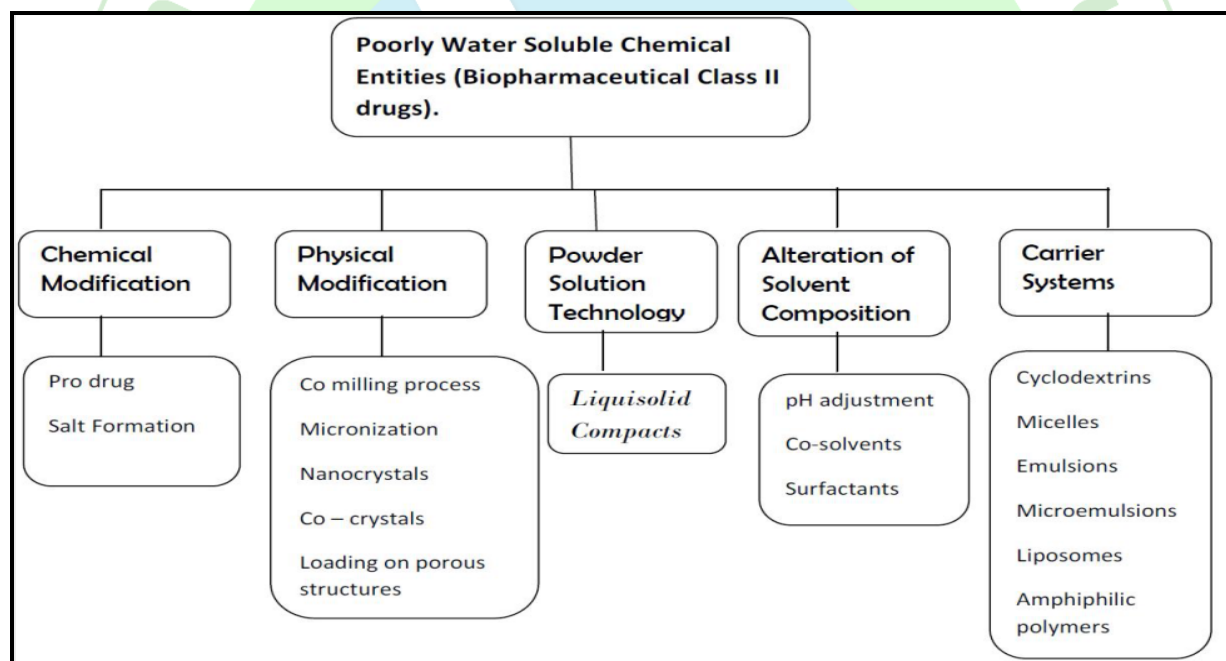 Poorly Water Soluble Chemical
Entities (Biopharmaceutical Class II
drugs).
Chemical
Modification
Physical
Modification
Powder
Solution
Technology
Alteration of
Solvent
Composition
Carrier
Systems
Pro drug
Salt Formation
Co milling process
Micronization
Nanocrystals
Co – crystals
Loading on porous
structures
Liquisolid
Compacts
pH adjustment
Co-solvents
Surfactants
Cyclodextrins
Micelles
Emulsions
Microemulsions
Liposomes
Amphiphilic
polymers